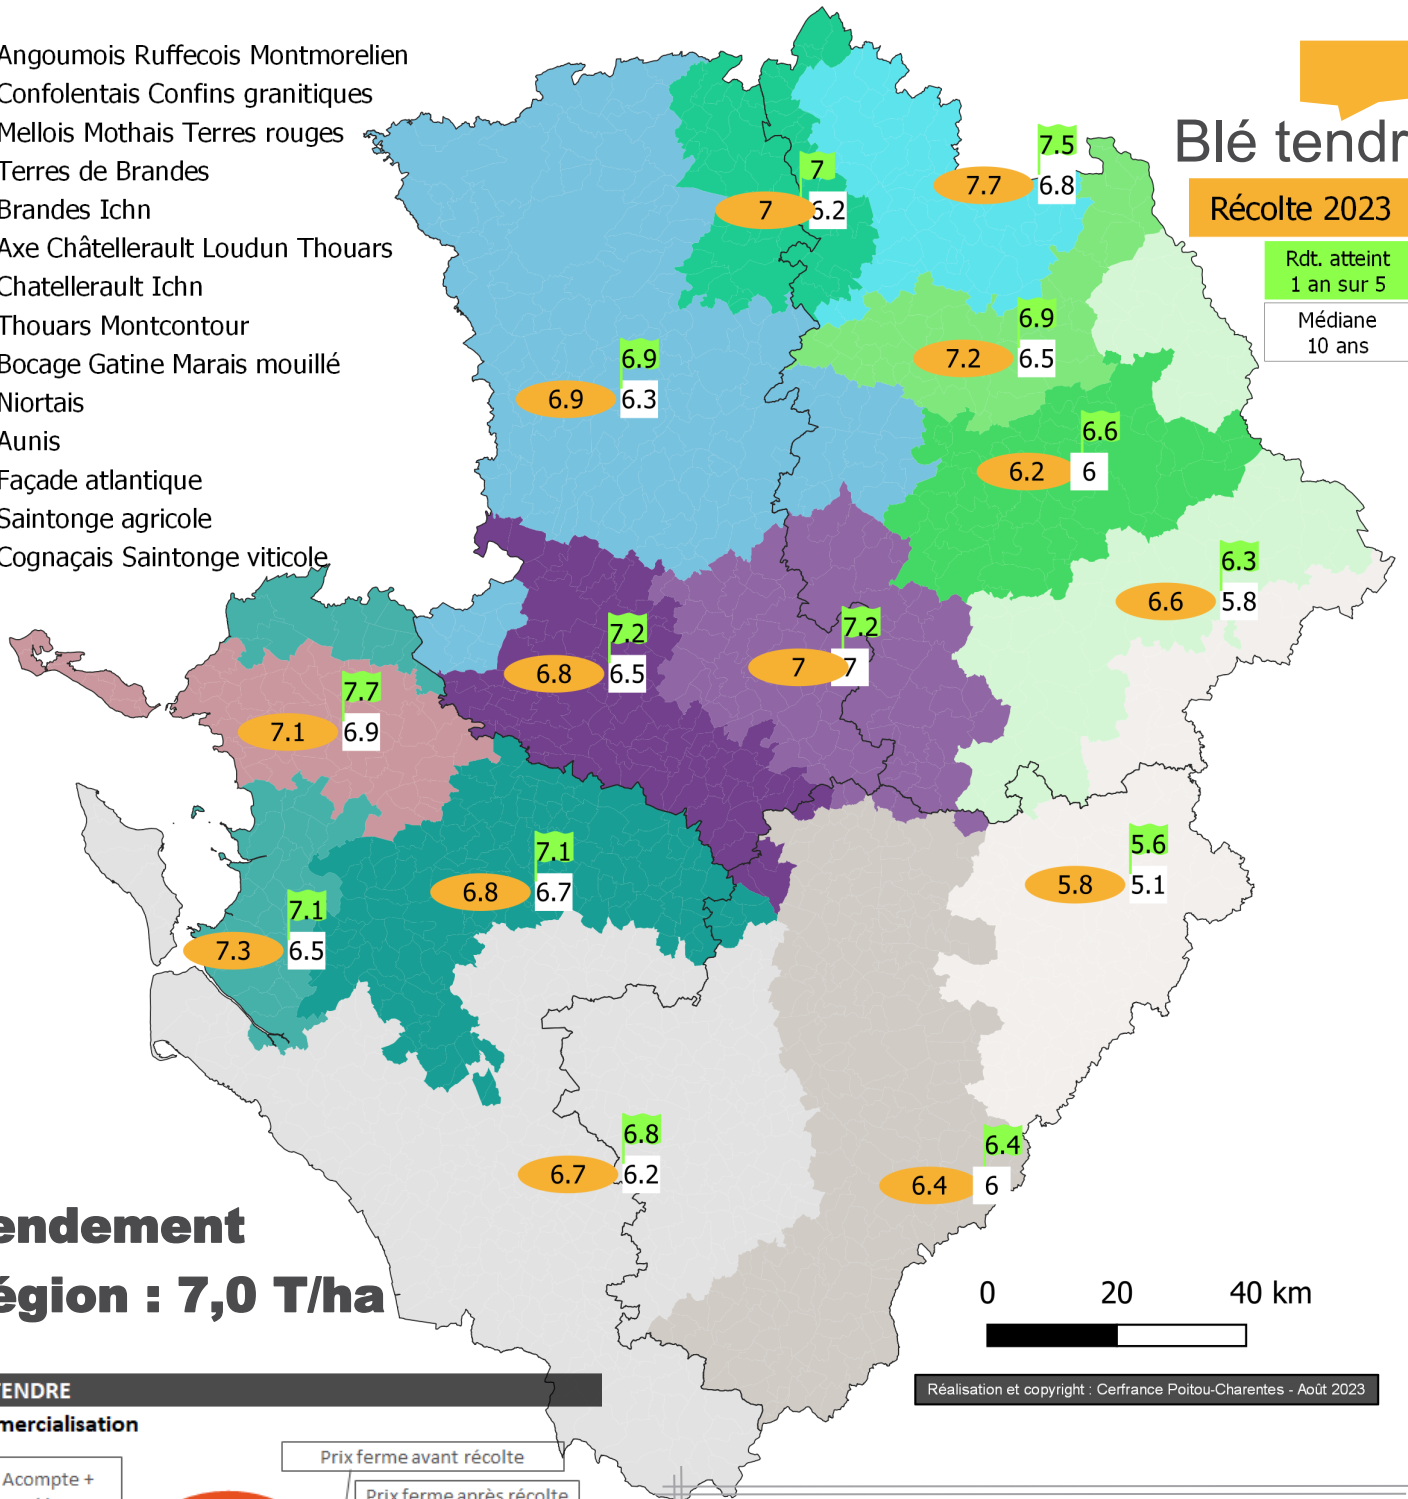 Angoumois Ruffecois Montmorelien
Confolentais Confins granitiques
Mellois Mothais Terres rouges
Terres de Brandes
Brandes Ichn
Axe Châtellerault Loudun Thouars
Chatellerault Ichn
Thouars Montcontour
Bocage Gatine Marais mouillé
Niortais
Aunis
Façade atlantique
Saintonge agricole
Cognaçais Saintonge viticole
Blé tendr
Récolte 2023
Rdt. atteint
1 an sur 5
Médiane
10 ans
7.5
7.7 6.8
7
7 6.2
6.9
7.2 6.5
6.9
6.9 6.3
6.6
6.2 6
6.3
6.6 5.8
7.2
6.8 6.5
7.2
7 7
7.7
7.1 6.9
7.1
6.8 6.7
5.6
5.8 5.1
7.1
7.3 6.5
6.8
6.7 6.2
6.4
6.4 6
endement
égion : 7,0 T/ha
0 20 40 km
Réalisation et copyright : Cerfrance Poitou-Charentes - Août 2023
TENDRE
mercialisation
Prix ferme avant récolte
Acompte +
Prix ferme après récolte